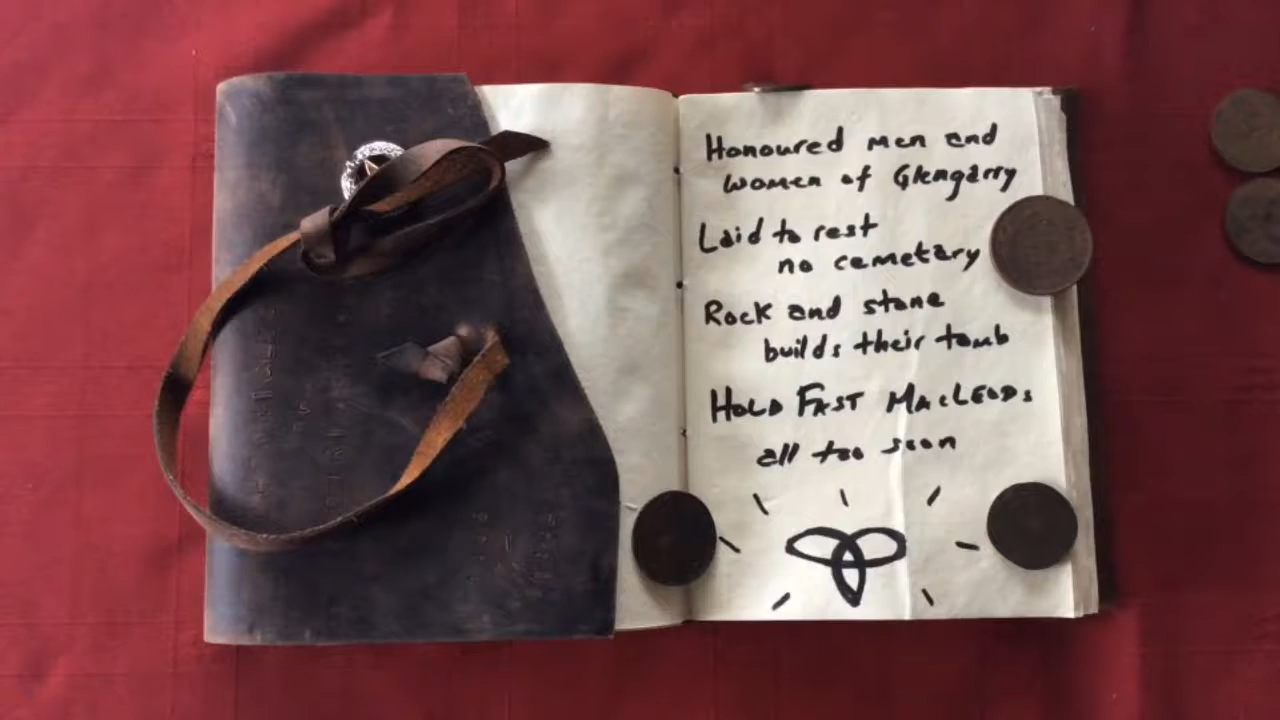 Honoured men and
women of Glengarry
Laid to rest
no cemetary
Rock and stone
builds their tomb
HOLD FAST MACLEODs
all too soon